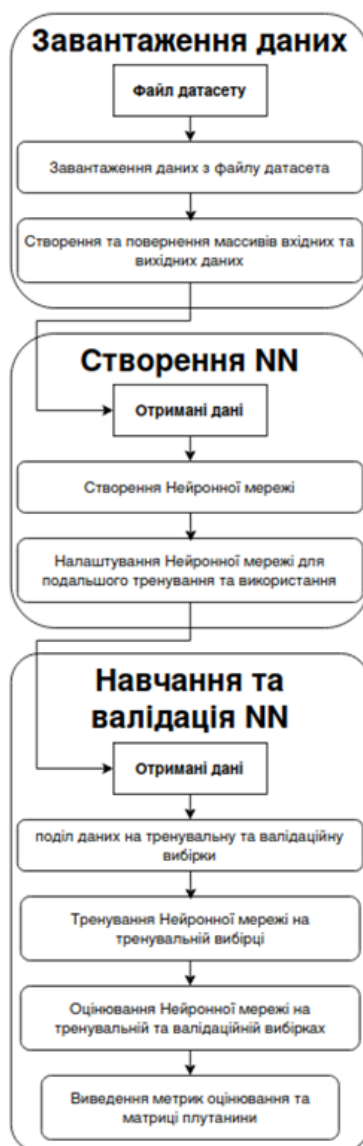 Завантаження даних
Файл датасету
Завантаження даних з файлу датасета
Створення та повернення массивів вхідних та
вихідних даних
Створення NN
Отримані дані
Створення Нейронної мережі
Налаштування Нейронної мережі для
подальшого тренування та використання
Навчання та
валідація NN
Отримані дані
поділ даних на тренувальну та валідаційну
вибірки
Тренування Нейронної мережі на
тренувальній вибірці
Оцінювання Нейронної мережі на
тренувальній та валідаційній вибірках
Виведення метрик оцінювання та
матриці плутанини